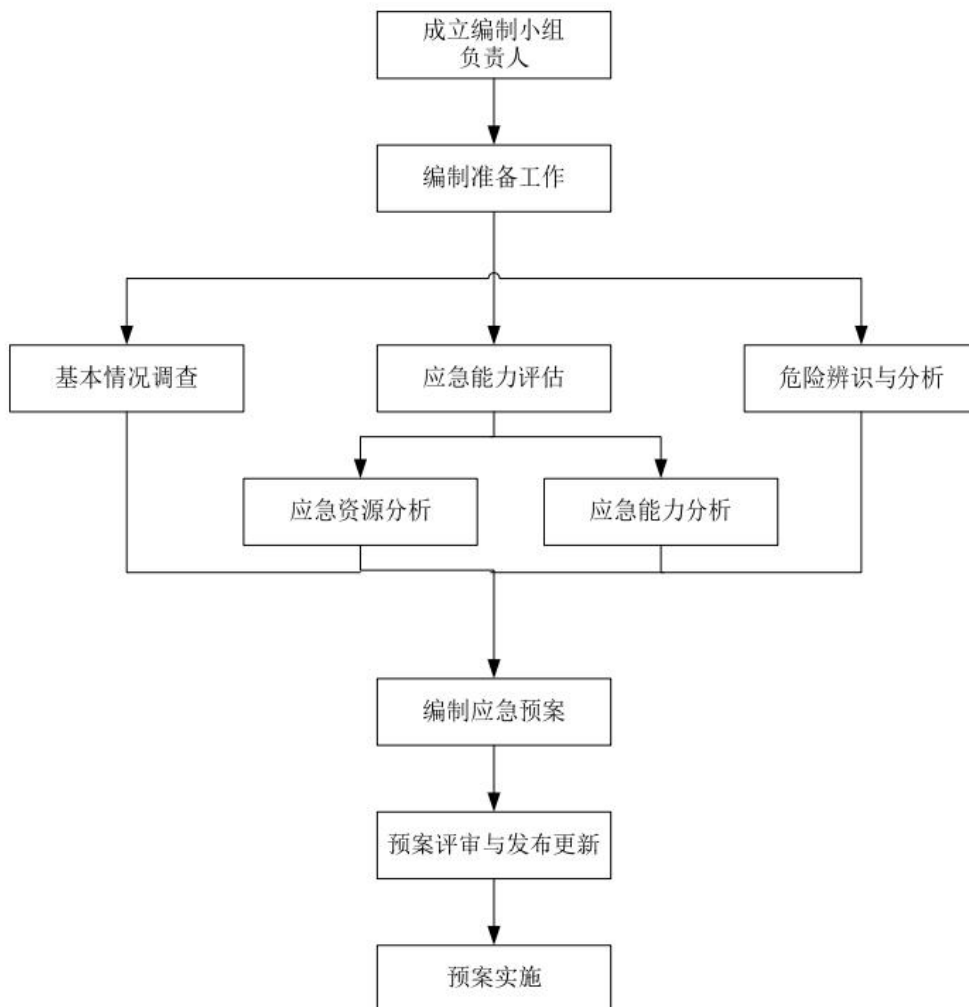 成立编制小组
负责人
编制准备工作
基本情况调查
应急能力评估
危险辨识与分析
应急资源分析
应急能力分析
编制应急预案
预案评审与发布更新
预案实施